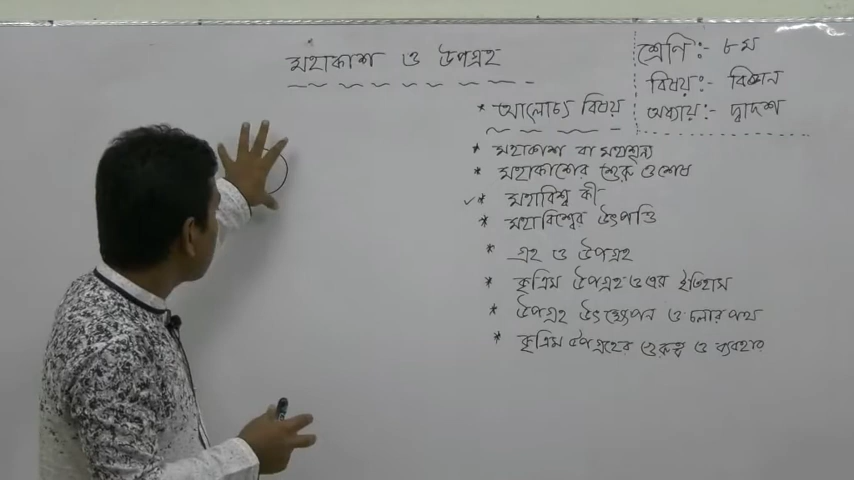 মহাকাশ ও উপগ্রহ
শ্রেণি:- ৮ম
বিষয়:- বিজ্ঞান
অধ্যায়:- দ্বাদশ
* আলোচ্য বিষয়
* মহাকাশ বা মহাশূন্য
* মহাকাশের শুরু ও শেষ
✓* মহাবিশ্ব কী
* মহাবিশ্বের উৎপত্তি
* গ্রহ ও উপগ্রহ
* কৃত্রিম উপগ্রহ ও এর ইতিহাস
* উপগ্রহ উৎক্ষেপন ও চলার পথ
* কৃত্রিম উপগ্রহের গুরুত্ব ও ব্যবহার